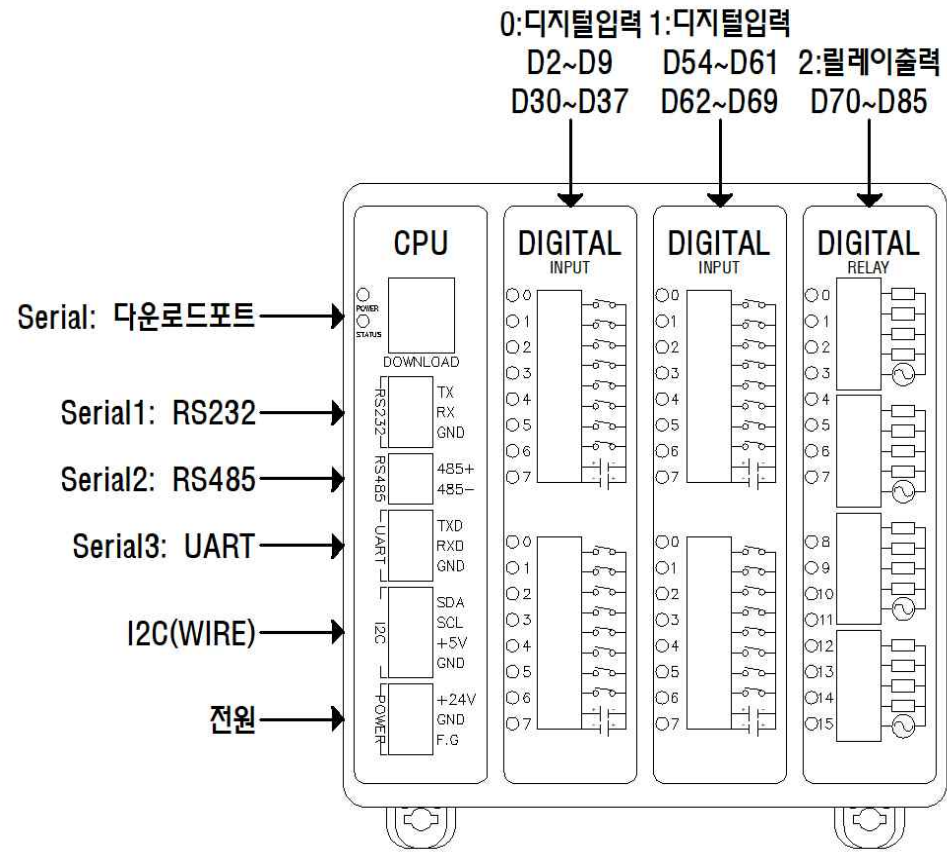 0:디지털입력
D2~D9
D30~D37
1:디지털입력
D54~D61
D62~D69
2:릴레이출력
D70~D85
Serial: 다운로드포트
Serial1: RS232
Serial2: RS485
Serial3: UART
I2C(WIRE)
전원
CPU
POWER
STATUS
DOWNLOAD
RS232
TX
RX
GND
RS485
485+
485-
UART
TXD
RXD
GND
I2C
SDA
SCL
+5V
GND
POWER
+24V
GND
F.G
DIGITAL
INPUT
0
1
2
3
4
5
6
7
0
1
2
3
4
5
6
7
DIGITAL
INPUT
0
1
2
3
4
5
6
7
0
1
2
3
4
5
6
7
DIGITAL
RELAY
0
1
2
3
4
5
6
7
8
9
10
11
12
13
14
15